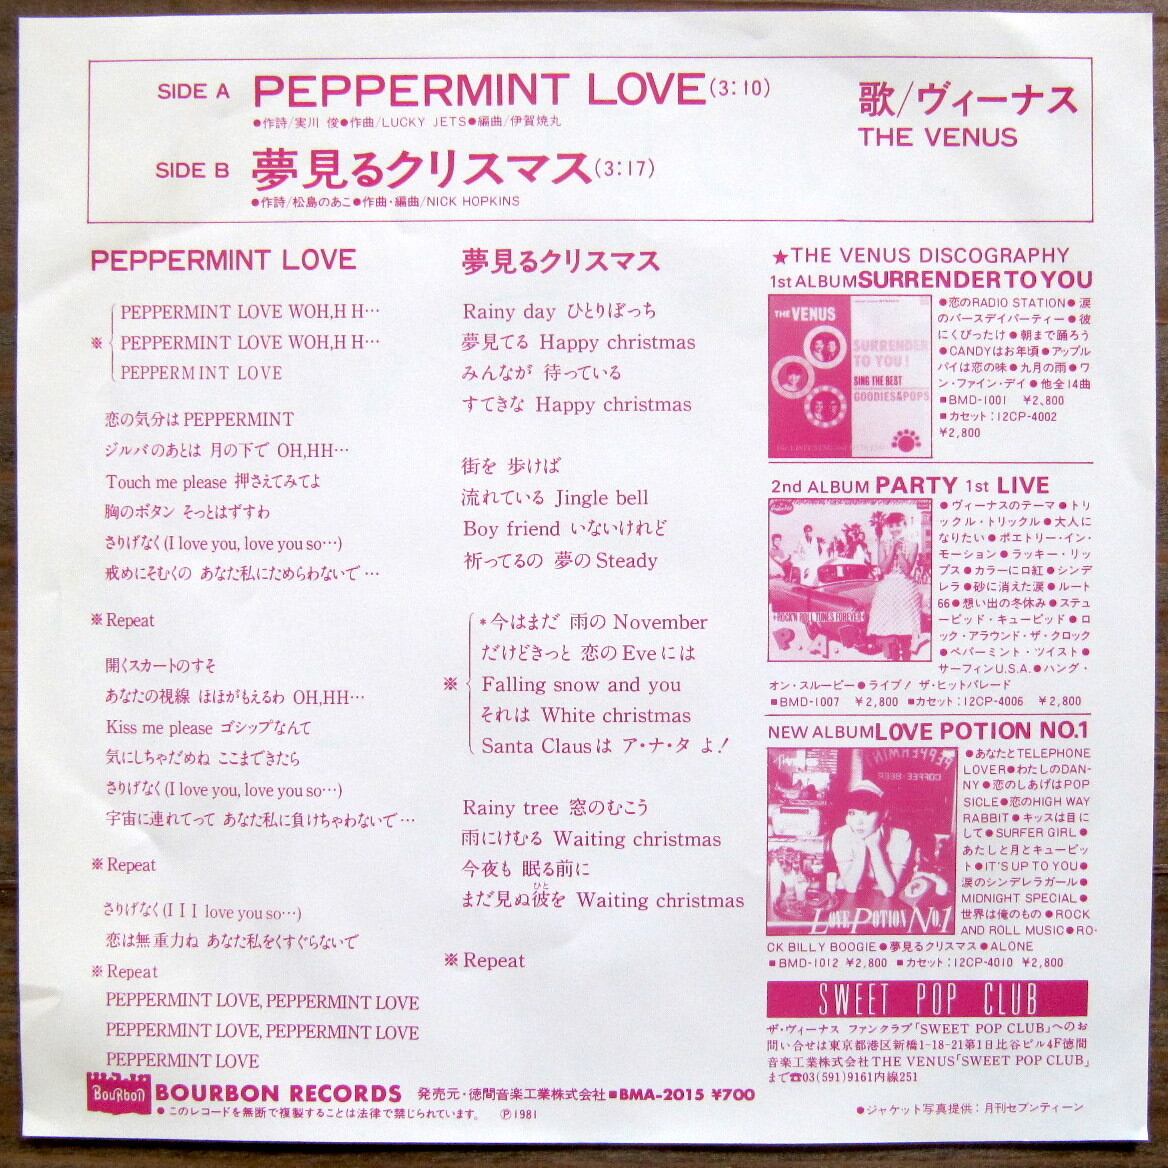 SIDE A PEPPERMINT LOVE(3:10)
●作詩/実川 俊●作曲/LUCKY JETS●編曲/伊賀焼丸
SIDE B 夢見るクリスマス(3:17)
●作詩/松島のあこ●作曲・編曲/NICK HOPKINS
歌/ヴィーナス
THE VENUS
PEPPERMINT LOVE
PEPPERMINT LOVE WOH,H H…
※ PEPPERMINT LOVE WOH,H H…
PEPPERMINT LOVE
恋の気分は PEPPERMINT
ジルバのあとは 月の下で OH,HH…
Touch me please 押さえてみてよ
胸のボタン そっとはずすわ
さりげなく(I love you, love you so…)
戒めにそむくの あなた私にためらわないで…
※Repeat
開くスカートのすそ
あなたの視線 ほほがもえるわ OH,HH…
Kiss me please ゴシップなんて
気にしちゃだめね ここまできたら
さりげなく(I love you, love you so…)
宇宙に連れてって あなた私に負けちゃわないで…
※Repeat
さりげなく(I I I love you so…)
恋は無重力ね あなた私をくすぐらないで
※Repeat
PEPPERMINT LOVE, PEPPERMINT LOVE
PEPPERMINT LOVE, PEPPERMINT LOVE
PEPPERMINT LOVE
夢見るクリスマス
Rainy day ひとりぼっち
夢見てる Happy christmas
みんなが 待っている
すてきな Happy christmas
街を 歩けば
流れている Jingle bell
Boy friend いないけれど
祈ってるの 夢のSteady
*今はまだ 雨のNovember
だけどきっと 恋のEveには
※ Falling snow and you
それは White christmas
Santa Clausは ア・ナ・タ よ!
Rainy tree 窓のむこう
雨にけむる Waiting christmas
今夜も 眠る前に
ひと
まだ見ぬ彼を Waiting christmas
※Repeat
★THE VENUS DISCOGRAPHY
1st ALBUM SURRENDER TO YOU
THE VENUS
SURRENDER
TO YOU!
SING THE BEST
GOODIES&POPS
●恋のRADIO STATION●涙
のバースデイパーティー●彼
にくびったけ●朝まで踊ろう
●CANDYはお年頃●アップル
パイは恋の味●九月の雨●ワ
ン・ファイン・デイ●他全14曲
■BMD-1001 ¥2,800
■カセット:12CP-4002
¥2,800
2nd ALBUM PARTY 1st LIVE
ROCK'N ROLL TUNES FOREVER
●ヴィーナスのテーマ●トリ
ックル・トリックル●大人に
なりたい●ポエトリー・イン・
モーション●ラッキー・リッ
プス●カラーに口紅●シンデ
レラ●砂に消えた涙●ルート
66●想い出の冬休み●ステュ
ーピッド・キューピッド●ロ
ック・アラウンド・ザ・クロック
●ペパーミント・ツイスト●
サーフィンU.S.A.●ハング・
オン・スルーピー●ライブ! ザ・ヒットパレード
■BMD-1007 ¥2,800 ■カセット:12CP-4006 ¥2,800
NEW ALBUM LOVE POTION NO.1
LOVE POTION No.1
●あなたとTELEPHONE
LOVER●わたしのDAN-
NY●恋のしあげはPOP
SICLE●恋のHIGH WAY
RABBIT●キッスは目に
して●SURFER GIRL●
あたしと月とキューピッ
ト●IT'S UP TO YOU●
涙のシンデレラガール●
MIDNIGHT SPECIAL●
世界は俺のもの●ROCK
AND ROLL MUSIC●RO-
CK BILLY BOOGIE●夢見るクリスマス●ALONE
■BMD-1012 ¥2,800 ■カセット:12CP-4010 ¥2,800
SWEET POP CLUB
ザ・ヴィーナス ファンクラブ「SWEET POP CLUB」へのお
問い合せは東京都港区新橋1-18-21第1日比谷ビル4F徳間
音楽工業株式会社THE VENUS「SWEET POP CLUB」
まで☎03(591)9161内線251
●ジャケット写真提供:月刊セブンティーン
BouRbon BOURBON RECORDS 発売元・徳間音楽工業株式会社■BMA-2015 ¥700
●このレコードを無断で複製することは法律で禁じられています。 Ⓟ1981